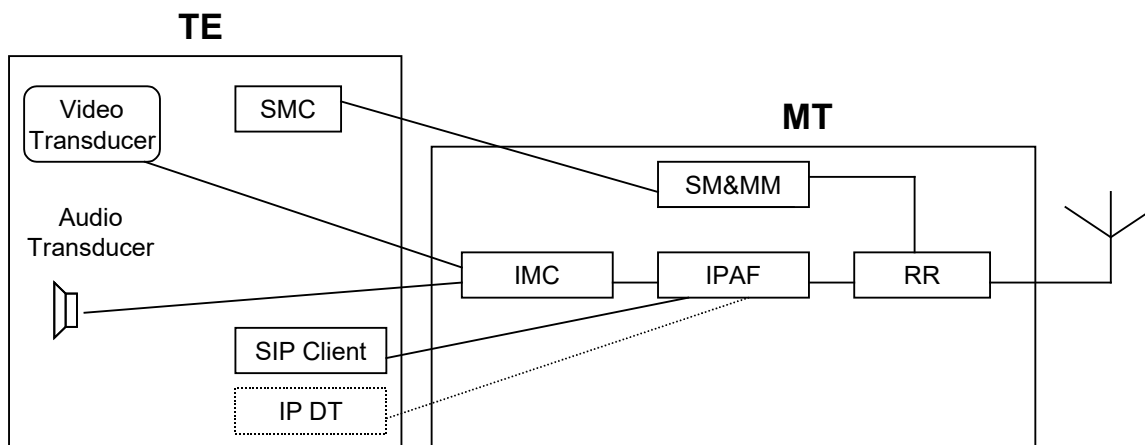 TE
Video
Transducer
SMC
MT
SM&MM
Audio
Transducer
IMC
IPAF
RR
SIP Client
IP DT